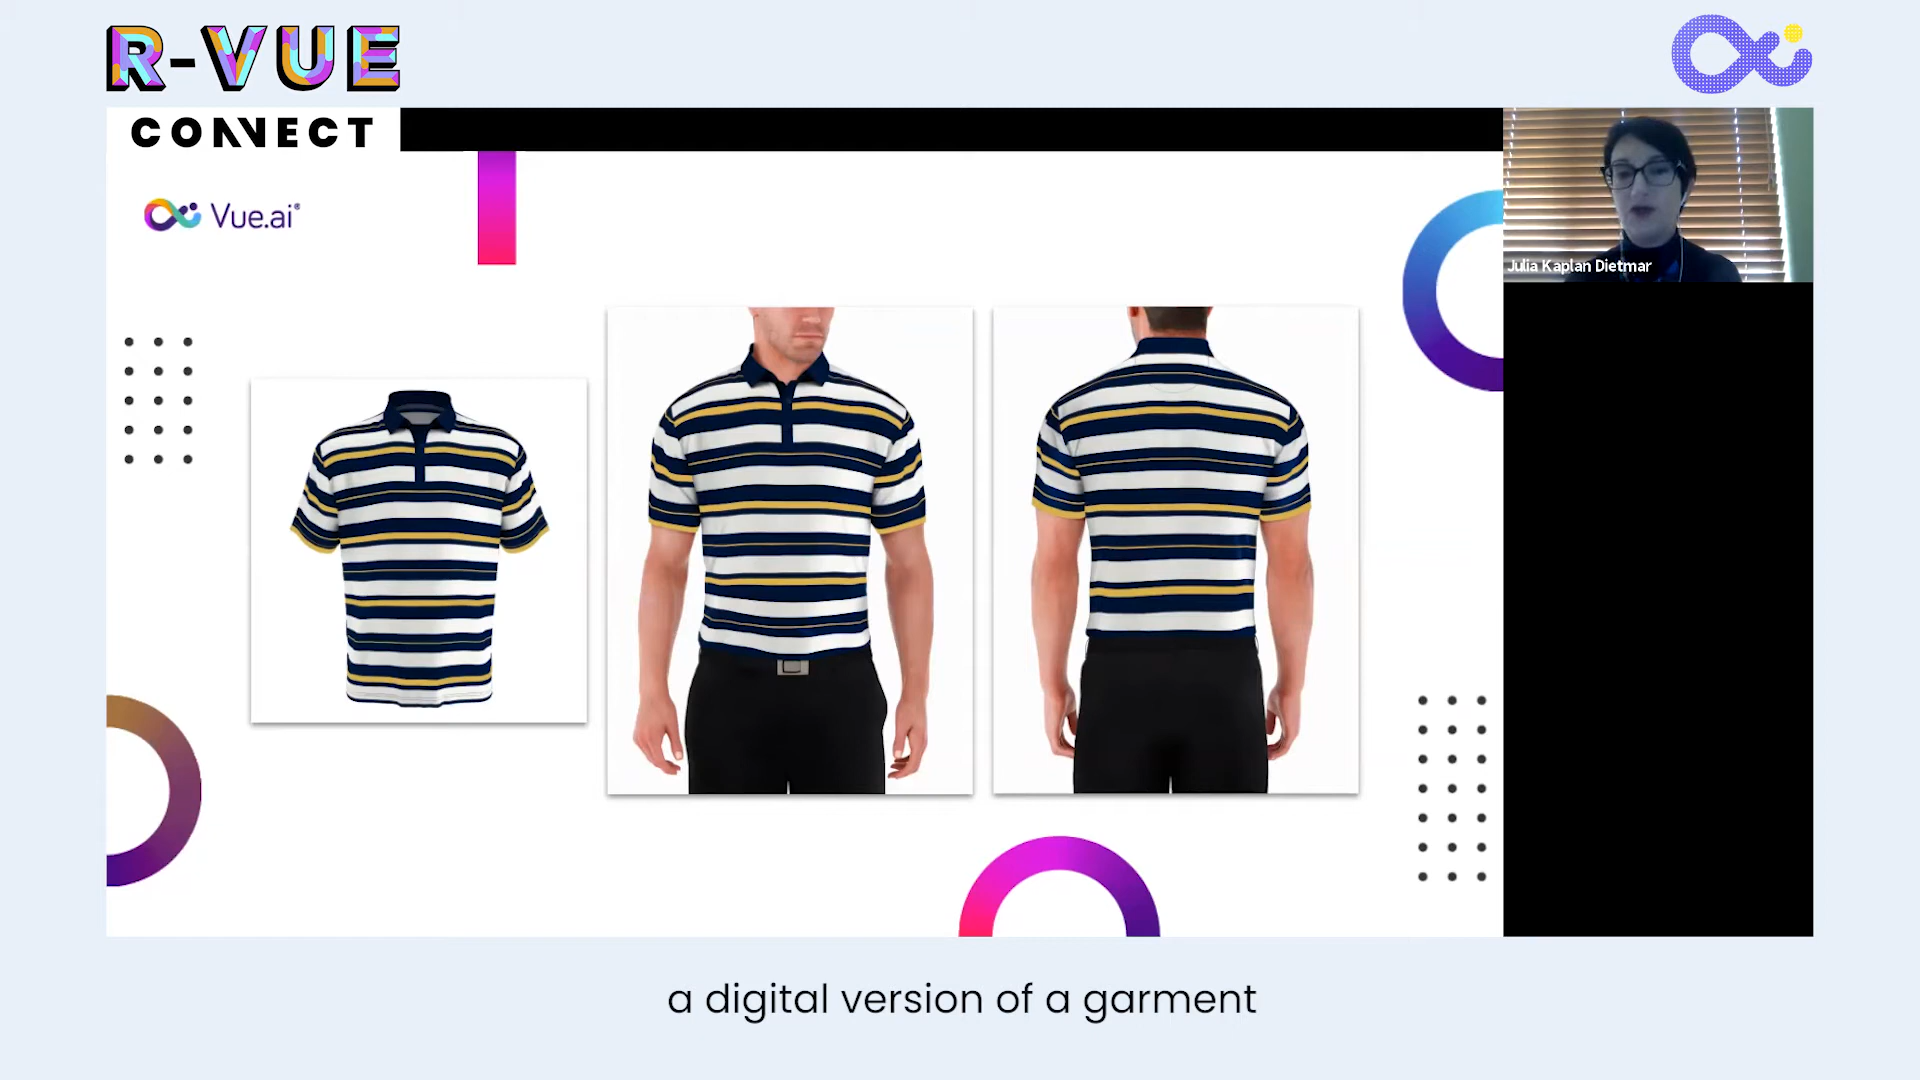 R-VUE
CONNECT
Vue.ai®
Julia Kaplan Dietmar
a digital version of a garment